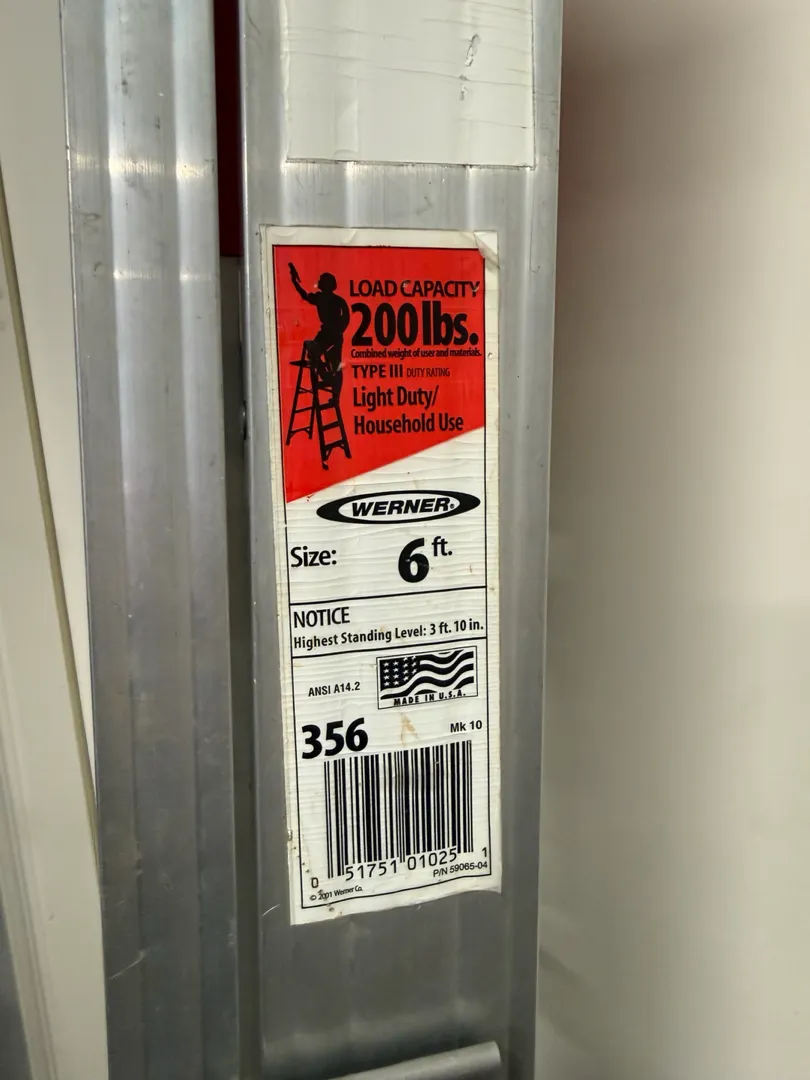 LOAD CAPACITY
200 lbs.
Combined weight of user and materials.
TYPE III DUTY RATING
Light Duty/
Household Use
WERNER®
Size: 6 ft.
NOTICE
Highest Standing Level: 3 ft. 10 in.
ANSI A14.2
MADE IN U.S.A.
356 Mk 10
0 51751 01025 1
P/N 59065-04
© 2001 Werner Co.